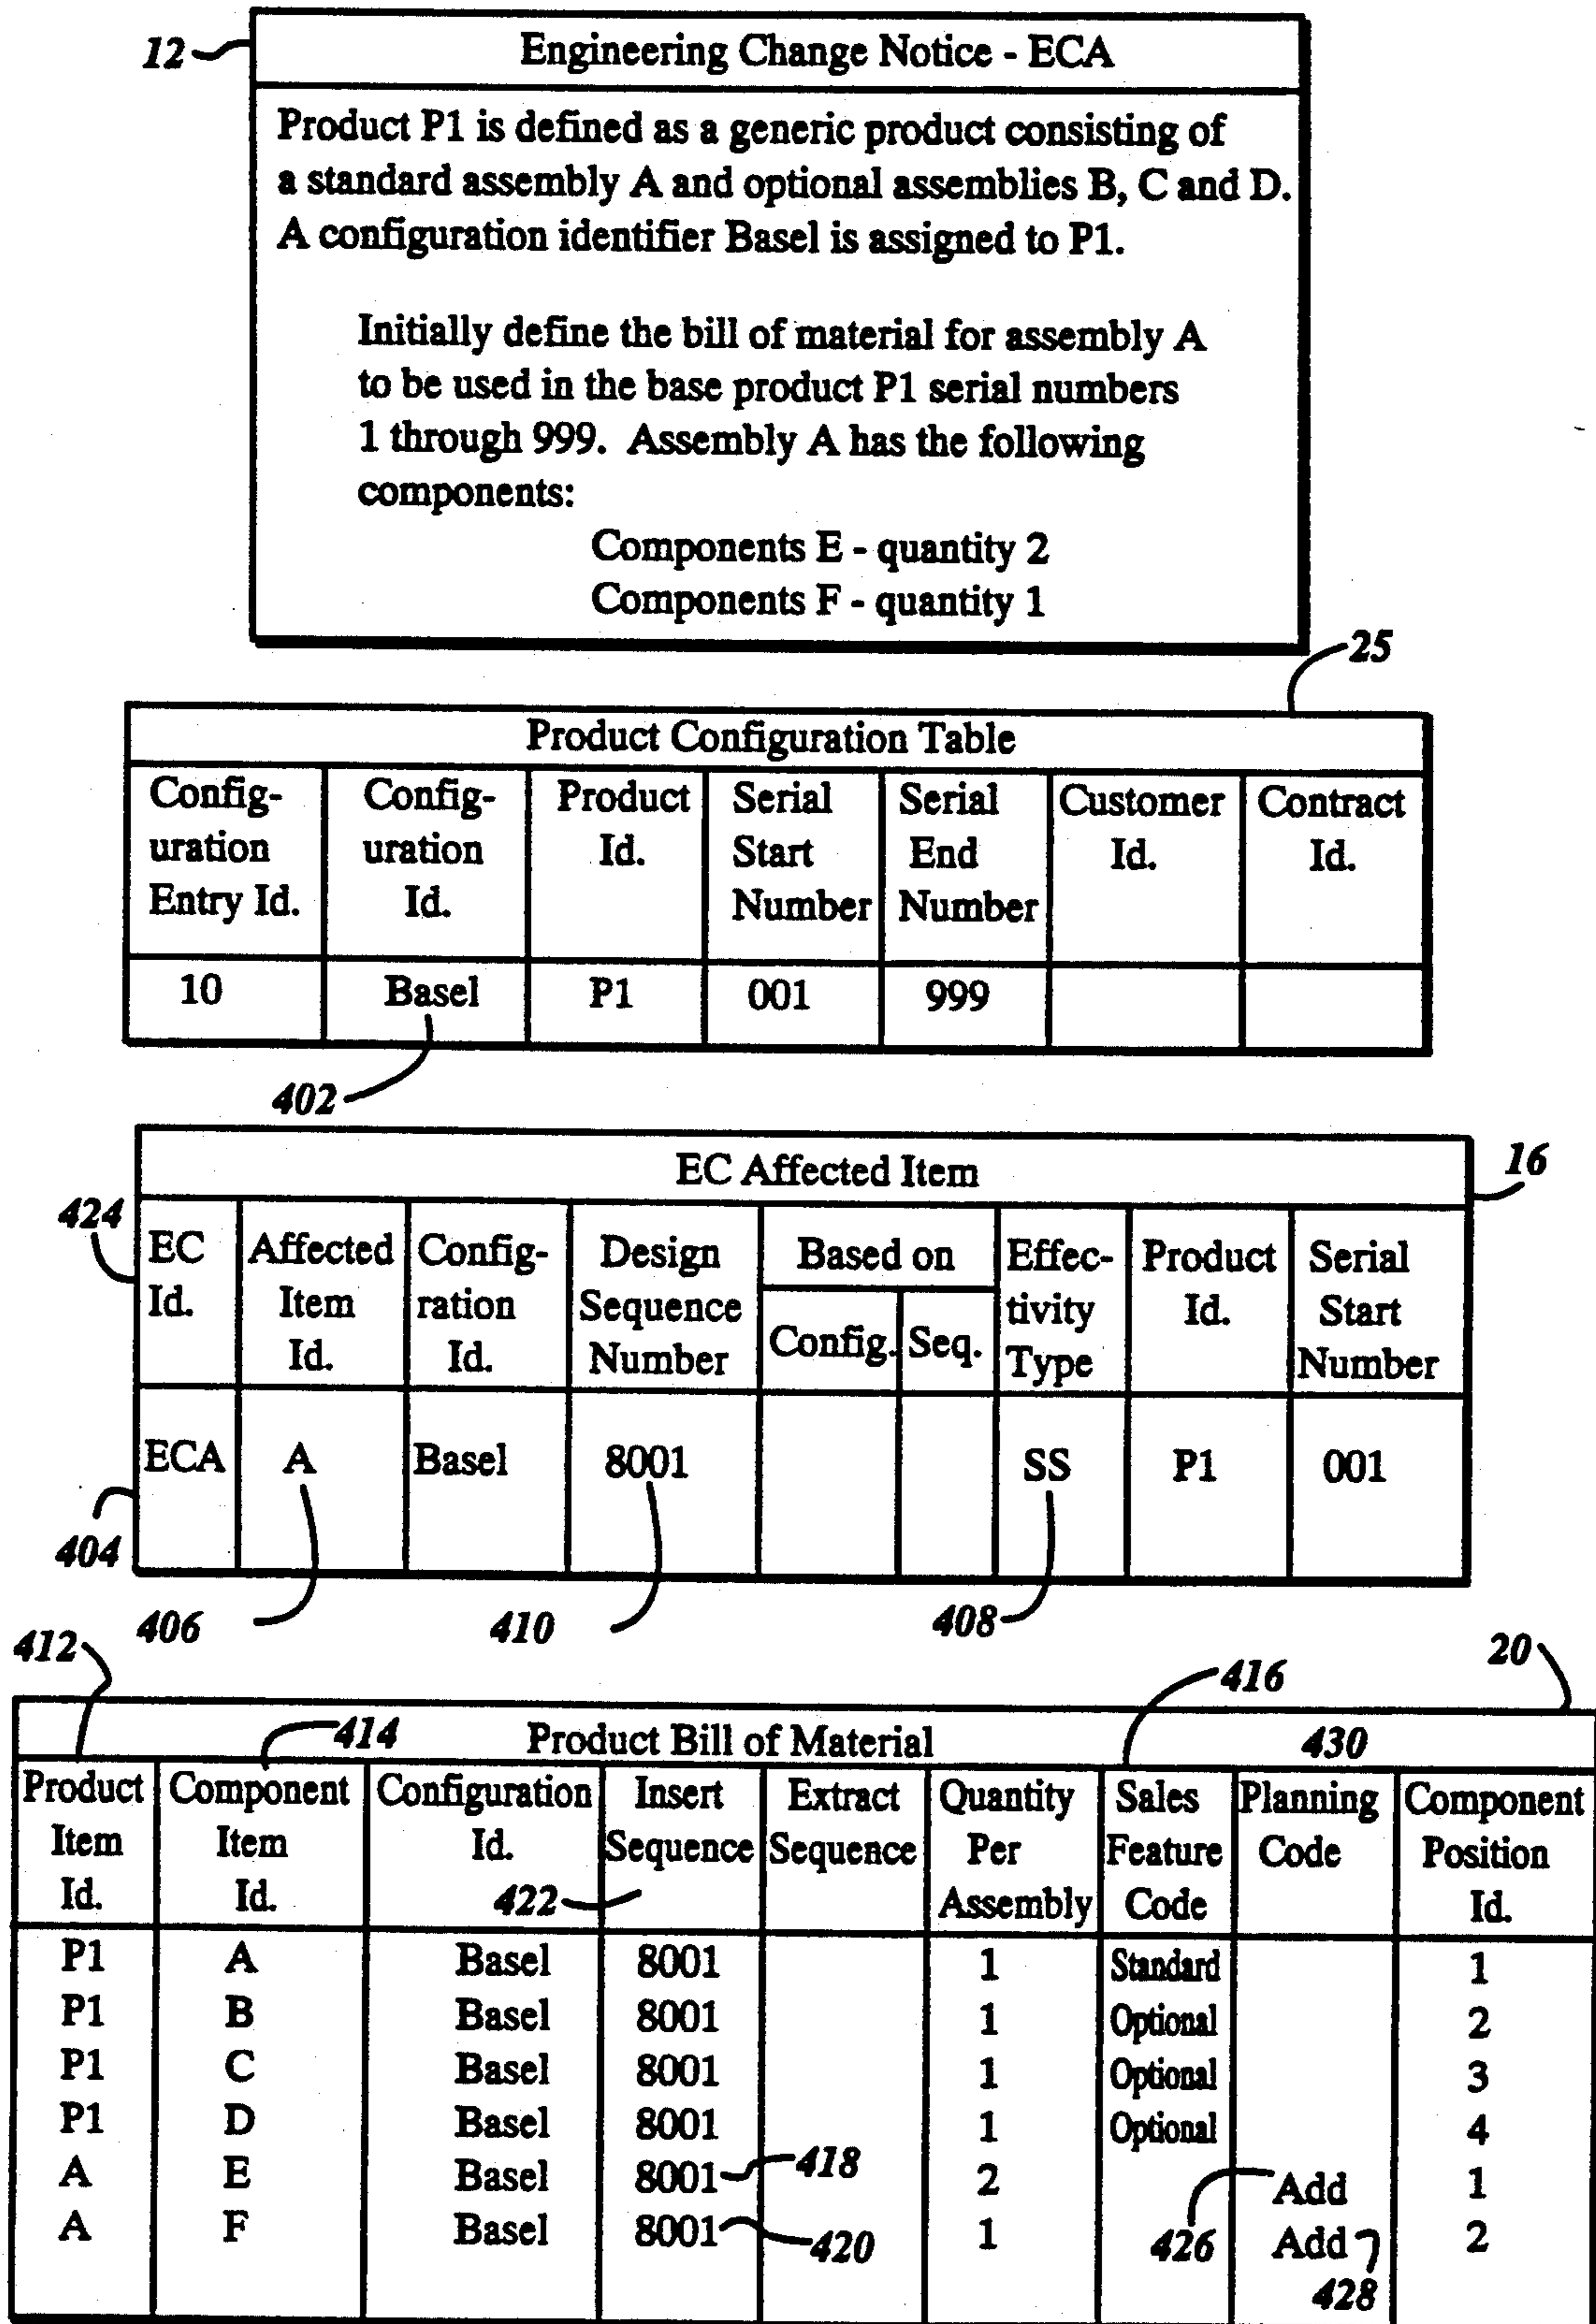 12
Engineering Change Notice - ECA
Product P1 is defined as a generic product consisting of
a standard assembly A and optional assemblies B, C and D.
A configuration identifier Basel is assigned to P1.
Initially define the bill of material for assembly A
to be used in the base product P1 serial numbers
1 through 999. Assembly A has the following
components:
Components E - quantity 2
Components F - quantity 1
25
Product Configuration Table
Config- Config- Product Serial Serial Customer Contract
uration uration Id. Start End Id. Id.
Entry Id. Id. Number Number
10 Basel P1 001 999
402
EC Affected Item
16
424
EC Affected Config- Design Based on Effec- Product Serial
Id. Item ration Sequence tivity Id. Start
Id. Id. Number Config. Seq. Type Number
ECA A Basel 8001 SS P1 001
404
406 410 408
412 416 20
414 Product Bill of Material 430
Product Component Configuration Insert Extract Quantity Sales Planning Component
Item Item Id. Sequence Sequence Per Feature Code Position
Id. Id. 422 Assembly Code Id.
P1 A Basel 8001 1 Standard 1
P1 B Basel 8001 1 Optional 2
P1 C Basel 8001 1 Optional 3
P1 D Basel 8001 1 Optional 4
A E Basel 8001 418 2 Add 1
A F Basel 8001 420 1 426 Add 2
428